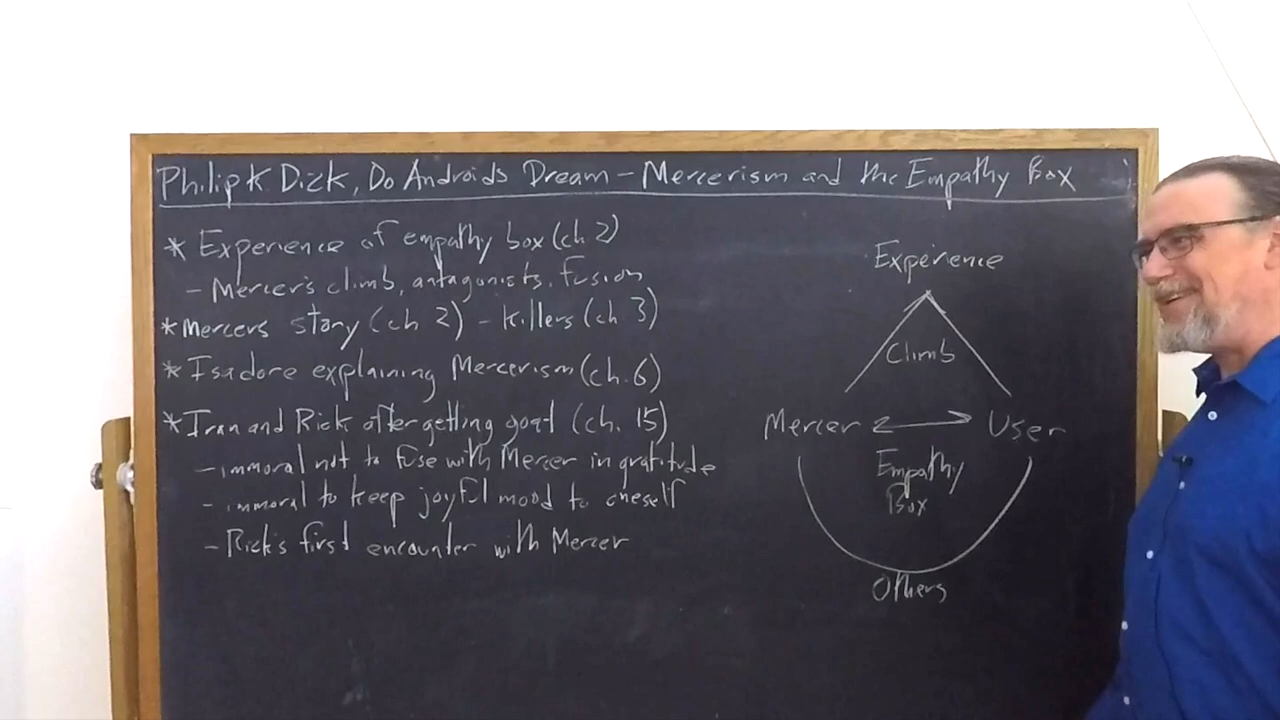 Philip K Dick, Do Androids Dream – Mercerism and the Empathy Box
* Experience of empathy box (ch 2)
- Mercer's climb, antagonists, fusion
* Mercers story (ch 2) - Killers (ch 3)
* Isadore explaining Mercerism (ch. 6)
* Iran and Rick after getting goat (ch. 15)
- immoral not to fuse with Mercer in gratitude
- immoral to keep joyful mood to oneself
- Rick's first encounter with Mercer
Experience
Climb
Mercer User
Empathy
Box
Others